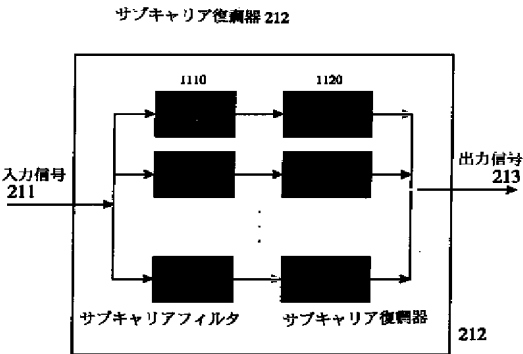 サブキャリア復調器 212
1110
1120
入力信号
211
出力信号
213
サブキャリアフィルタ
サブキャリア復調器
212